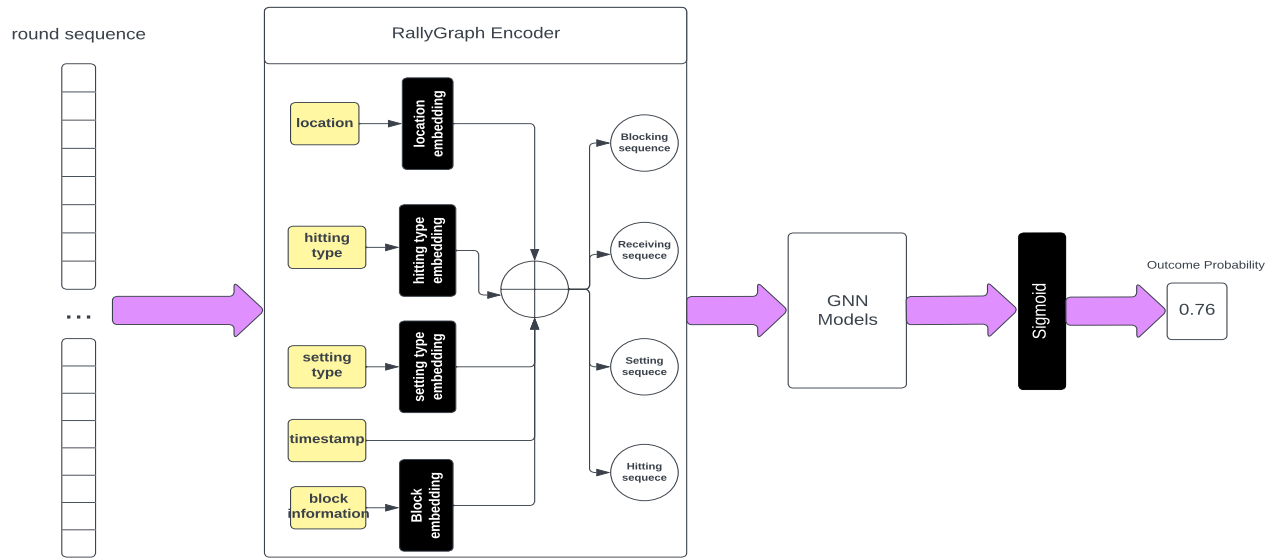 round sequence
RallyGraph Encoder
location
location
embedding
Blocking
sequence
hitting
type
hitting type
embedding
Receiving
sequece
setting
type
setting type
embedding
Setting
sequece
timestamp
block
information
Block
embedding
Hitting
sequece
...
GNN
Models
Sigmoid
Outcome Probability
0.76